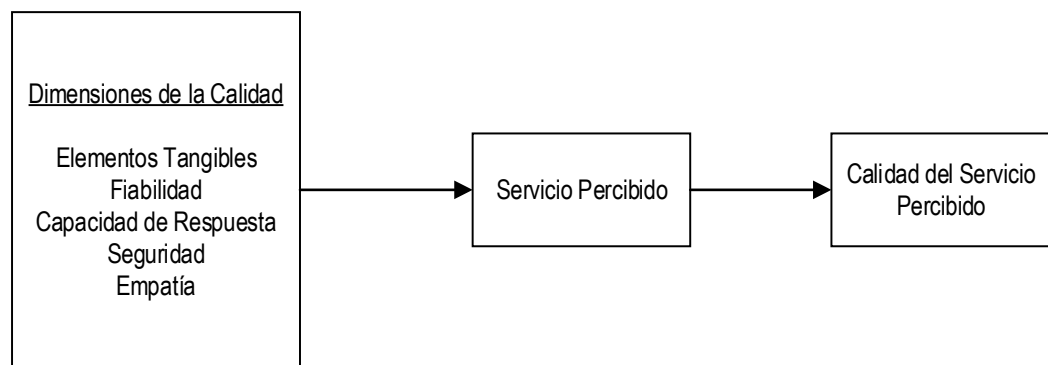 Dimensiones de la Calidad
Elementos Tangibles
Fiabilidad
Capacidad de Respuesta
Seguridad
Empatía
Servicio Percibido
Calidad del Servicio
Percibido